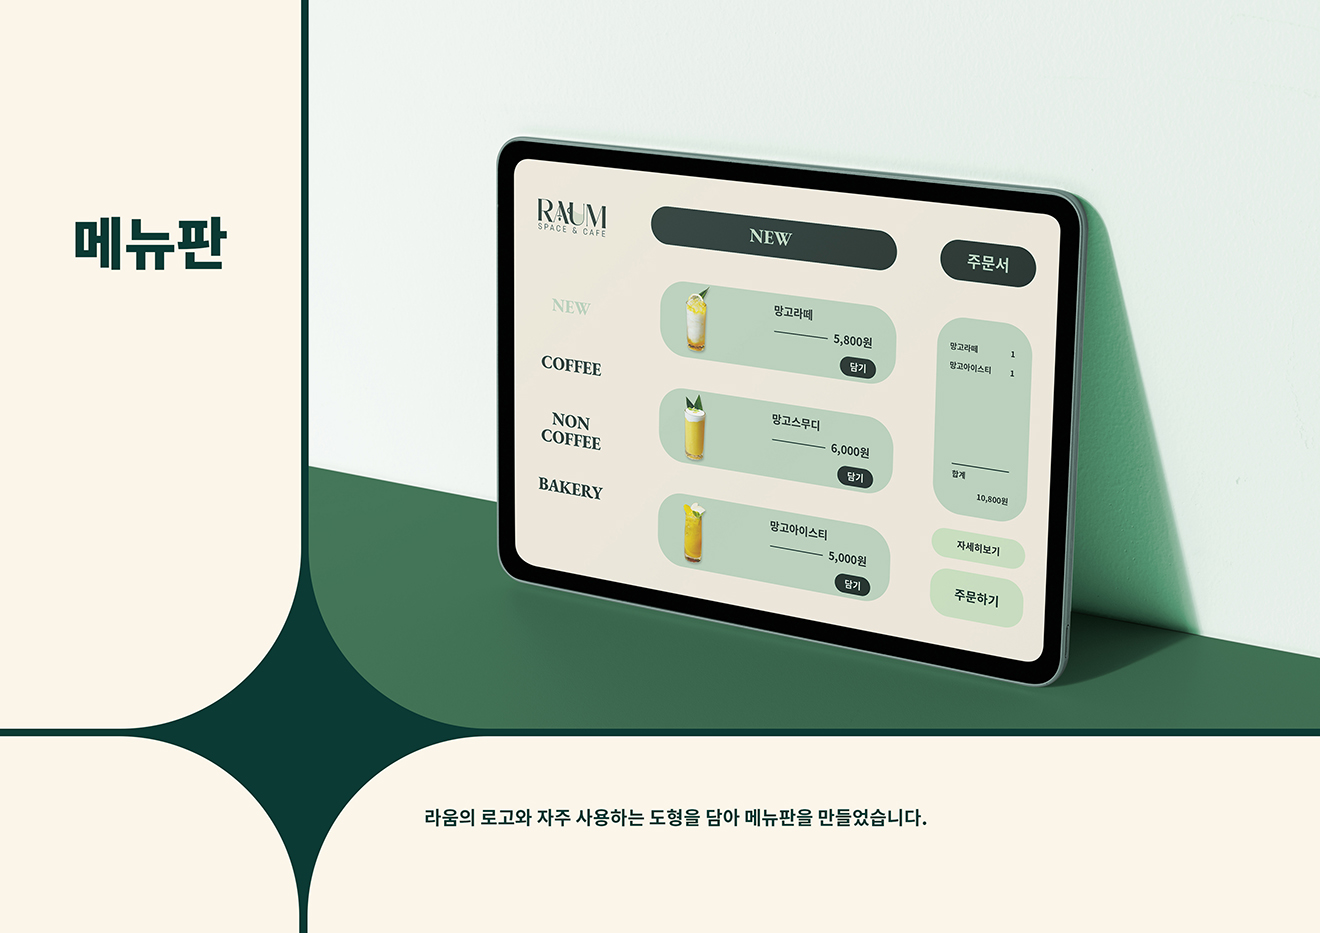 메뉴판
RAUM
SPACE & CAFE
NEW
주문서
NEW
COFFEE
NON
COFFEE
BAKERY
망고라떼
5,800원
담기
망고스무디
6,000원
담기
망고아이스티
5,000원
담기
망고라떼 1
망고아이스티 1
합계
10,800원
자세히보기
주문하기
라움의 로고와 자주 사용하는 도형을 담아 메뉴판을 만들었습니다.